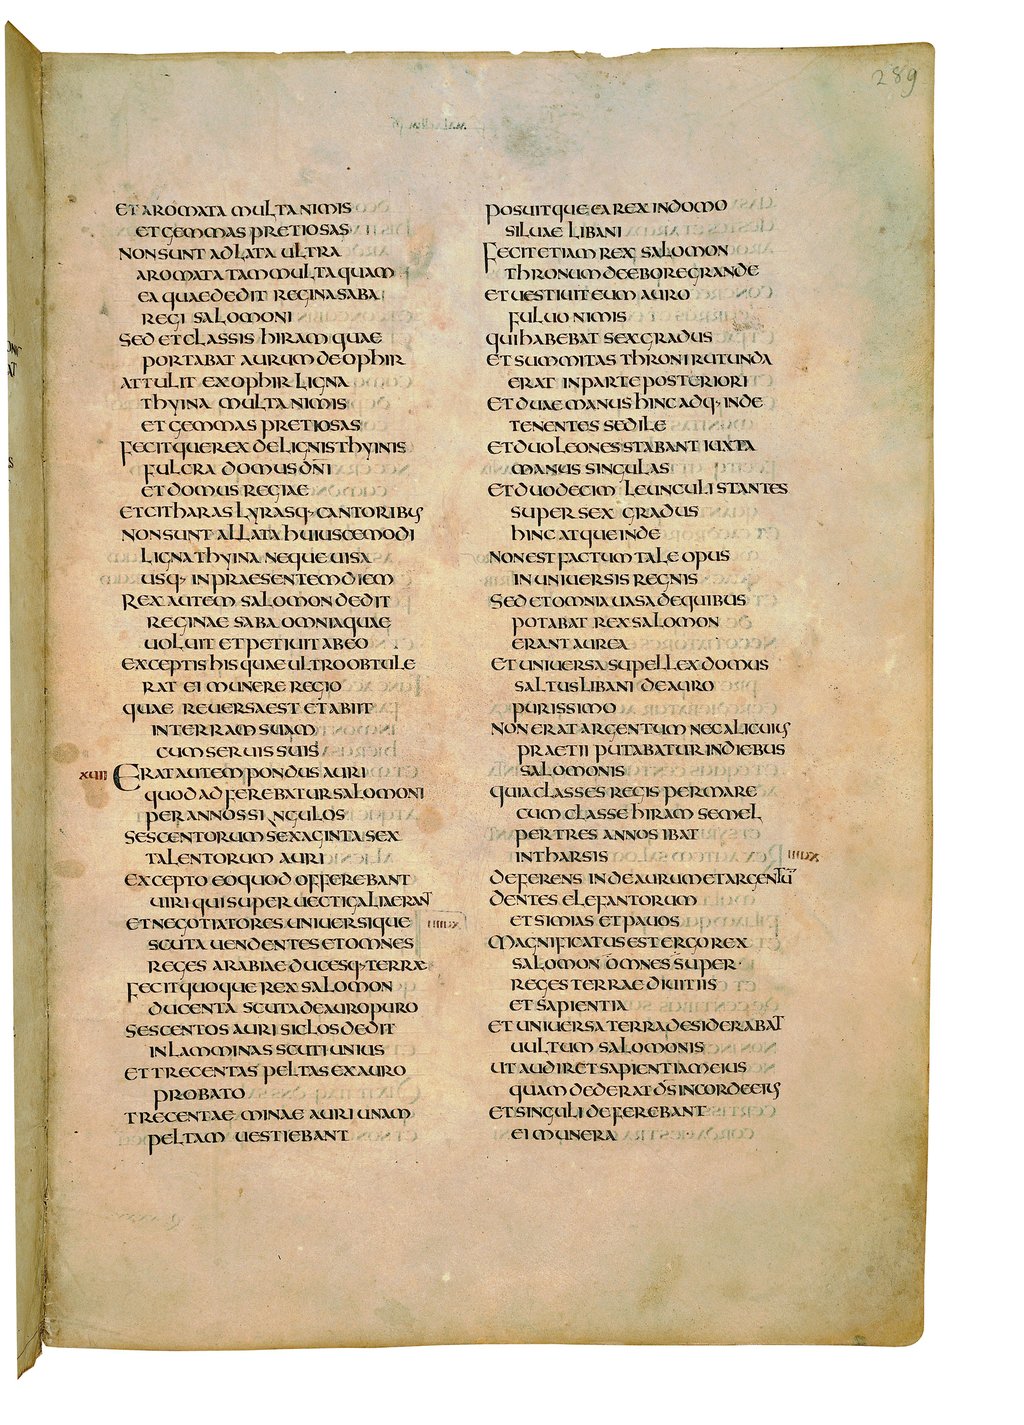 289
ET AROMATA MULTA NIMIS
ET GEMMAS PRETIOSAS
NON SUNT ADLATA ULTRA
AROMATA TAM MULTA QUAM
EA QUAE DEDIT REGINA SABA
REGI SALOMONI
SED ET CLASSIS HIRAM QUAE
PORTABAT AURUM DE OPHIR
ATTULIT EX OPHIR LIGNA
THYINA MULTA NIMIS
ET GEMMAS PRETIOSAS
FECITQUE REX DE LIGNIS THYINIS
FULCRA DOMUS DN̄I
ET DOMUS REGIAE
ET CITHARAS LYRASQ· CANTORIBUS
NON SUNT ALLATA HUIUSCEMODI
LIGNA THYINA NEQUE UISA
USQ· IN PRAESENTEM DIEM
REX AUTEM SALOMON DEDIT
REGINAE SABA OMNIA QUAE
UOLUIT ET PETIUIT AB EO
EXCEPTIS HIS QUAE ULTRO OBTULE
RAT EI MUNERE REGIO
QUAE REUERSA EST ET ABIIT
IN TERRAM SUAM
CUM SERUIS SUIS
XUIII ERAT AUTEM PONDUS AURI
QUOD ADFEREBATUR SALOMONI
PER ANNOS SINGULOS
SESCENTORUM SEXAGINTA SEX
TALENTORUM AURI
EXCEPTO EO QUOD OFFEREBANT
UIRI QUI SUPER UECTIGALIA ERANT
ET NEGOTIATORES UNIUERSIQUE
SCUTA UENDENTES ET OMNES
REGES ARABIAE DUCESQ· TERRAE
FECIT QUOQUE REX SALOMON
DUCENTA SCUTA DE AURO PURO
SESCENTOS AURI SICLOS DEDIT
IN LAMMINAS SCUTI UNIUS
ET TRECENTAS PELTAS EX AURO
PROBATO
TRECENTAE MINAE AURI UNAM
PELTAM UESTIEBANT
POSUITQUE EA REX IN DOMO
SILUAE LIBANI
FECIT ETIAM REX SALOMON
THRONUM DE EBORE GRANDE
ET UESTIUIT EUM AURO
FULUO NIMIS
QUI HABEBAT SEX GRADUS
ET SUMMITAS THRONI RUTUNDA
ERAT IN PARTE POSTERIORI
ET DUAE MANUS HINC ADQ· INDE
TENENTES SEDILE
ET DUO LEONES STABANT IUXTA
MANUS SINGULAS
ET DUODECIM LEUNCULI STANTES
SUPER SEX GRADUS
HINC ATQUE INDE
NON EST FACTUM TALE OPUS
IN UNIUERSIS REGNIS
SED ET OMNIA UASA DE QUIBUS
POTABAT REX SALOMON
ERANT AUREA
ET UNIUERSA SUPELLEX DOMUS
SALTUS LIBANI DE AURO
PURISSIMO
NON ERAT ARGENTUM NEC ALICUIUS
PRAETII PUTABATUR IN DIEBUS
SALOMONIS
QUIA CLASSES REGIS PER MARE
CUM CLASSE HIRAM SEMEL
PER TRES ANNOS IBAT
IN THARSIS
DEFERENS INDE AURUM ET ARGENTŪ
DENTES ELEFANTORUM
ET SIMIAS ET PAUOS
MAGNIFICATUS EST ERGO REX
SALOMON OMNES SUPER
REGES TERRAE DIUITIIS
ET SAPIENTIA
ET UNIUERSA TERRA DESIDERABAT
UULTUM SALOMONIS
UT AUDIRET SAPIENTIAM EIUS
QUAM DEDERAT D̄S IN CORDE EIUS
ET SINGULI DEFEREBANT
EI MUNERA